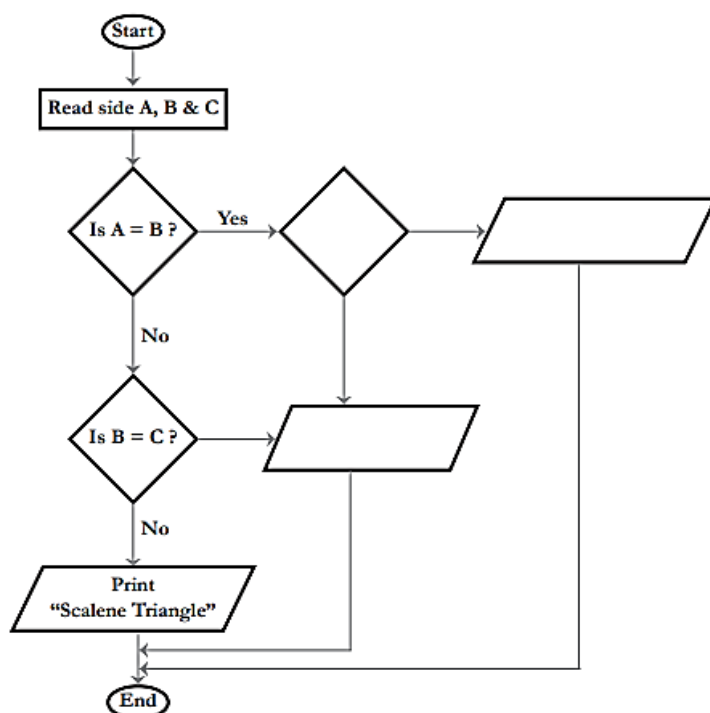 Start
Read side A, B & C
Is A = B ?
Yes
No
Is B = C ?
No
Print
“Scalene Triangle”
End